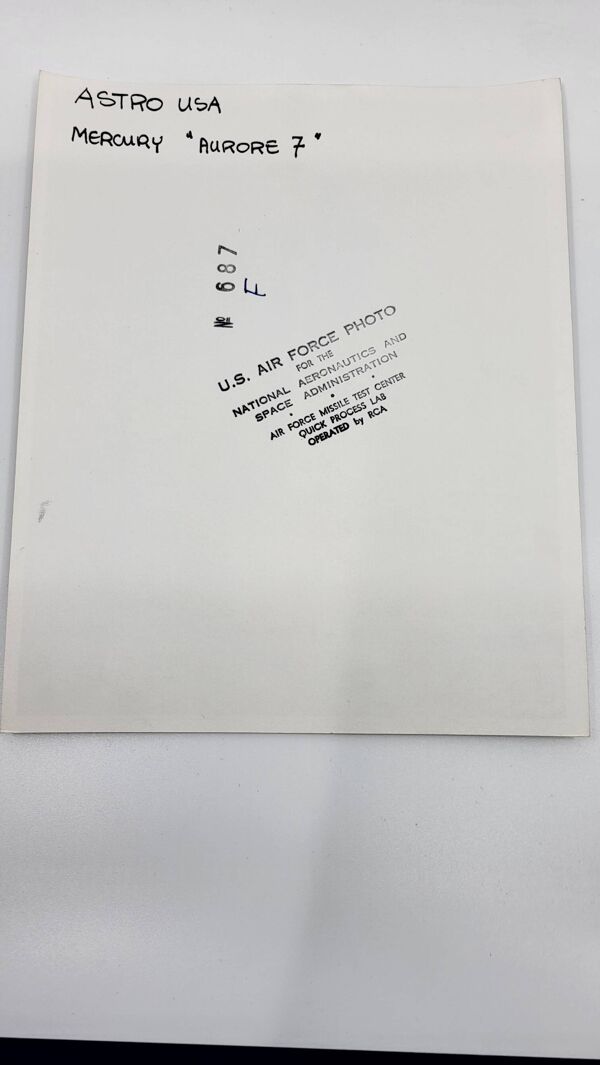 ASTRO USA
MERCURY "AURORE 7"
№ 687
F
U.S. AIR FORCE PHOTO
FOR THE
NATIONAL AERONAUTICS AND
SPACE ADMINISTRATION
• • •
AIR FORCE MISSILE TEST CENTER
QUICK PROCESS LAB
OPERATED by RCA